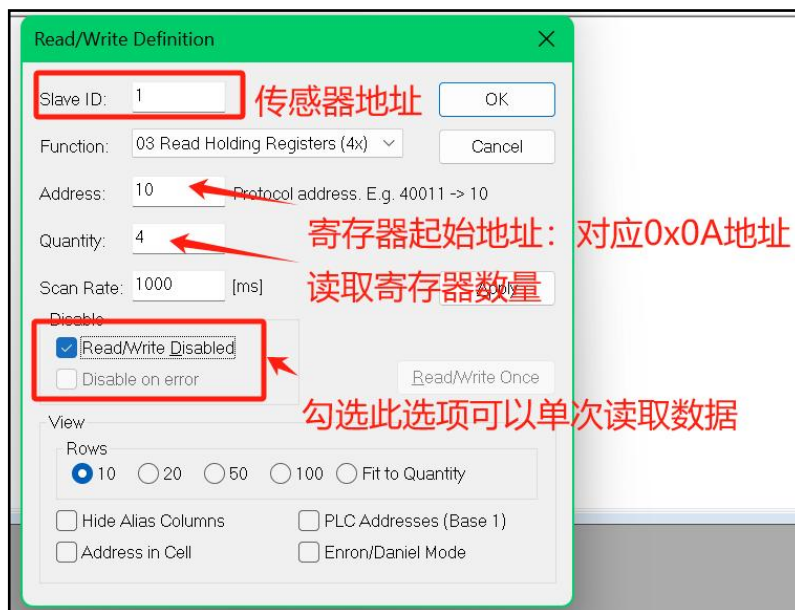 Read/Write Definition
Slave ID: 1 传感器地址 OK
Function: 03 Read Holding Registers (4x) Cancel
Address: 10 Protocol address. E.g. 40011 -> 10
寄存器起始地址：对应0x0A地址
Quantity: 4
Scan Rate: 1000 [ms] 读取寄存器数量 Apply
Disable
Read/Write Disabled
Disable on error Read/Write Once
勾选此选项可以单次读取数据
View
Rows
10 20 50 100 Fit to Quantity
Hide Alias Columns PLC Addresses (Base 1)
Address in Cell Enron/Daniel Mode